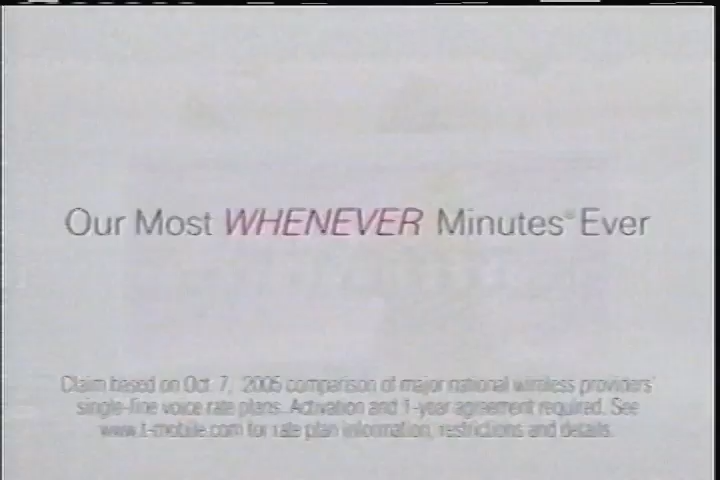 Our Most WHENEVER Minutes® Ever
Claim based on Oct. 7, 2005 comparison of major national wireless providers'
single-line voice rate plans. Activation and 1-year agreement required. See
www.t-mobile.com for rate plan information, restrictions and details.